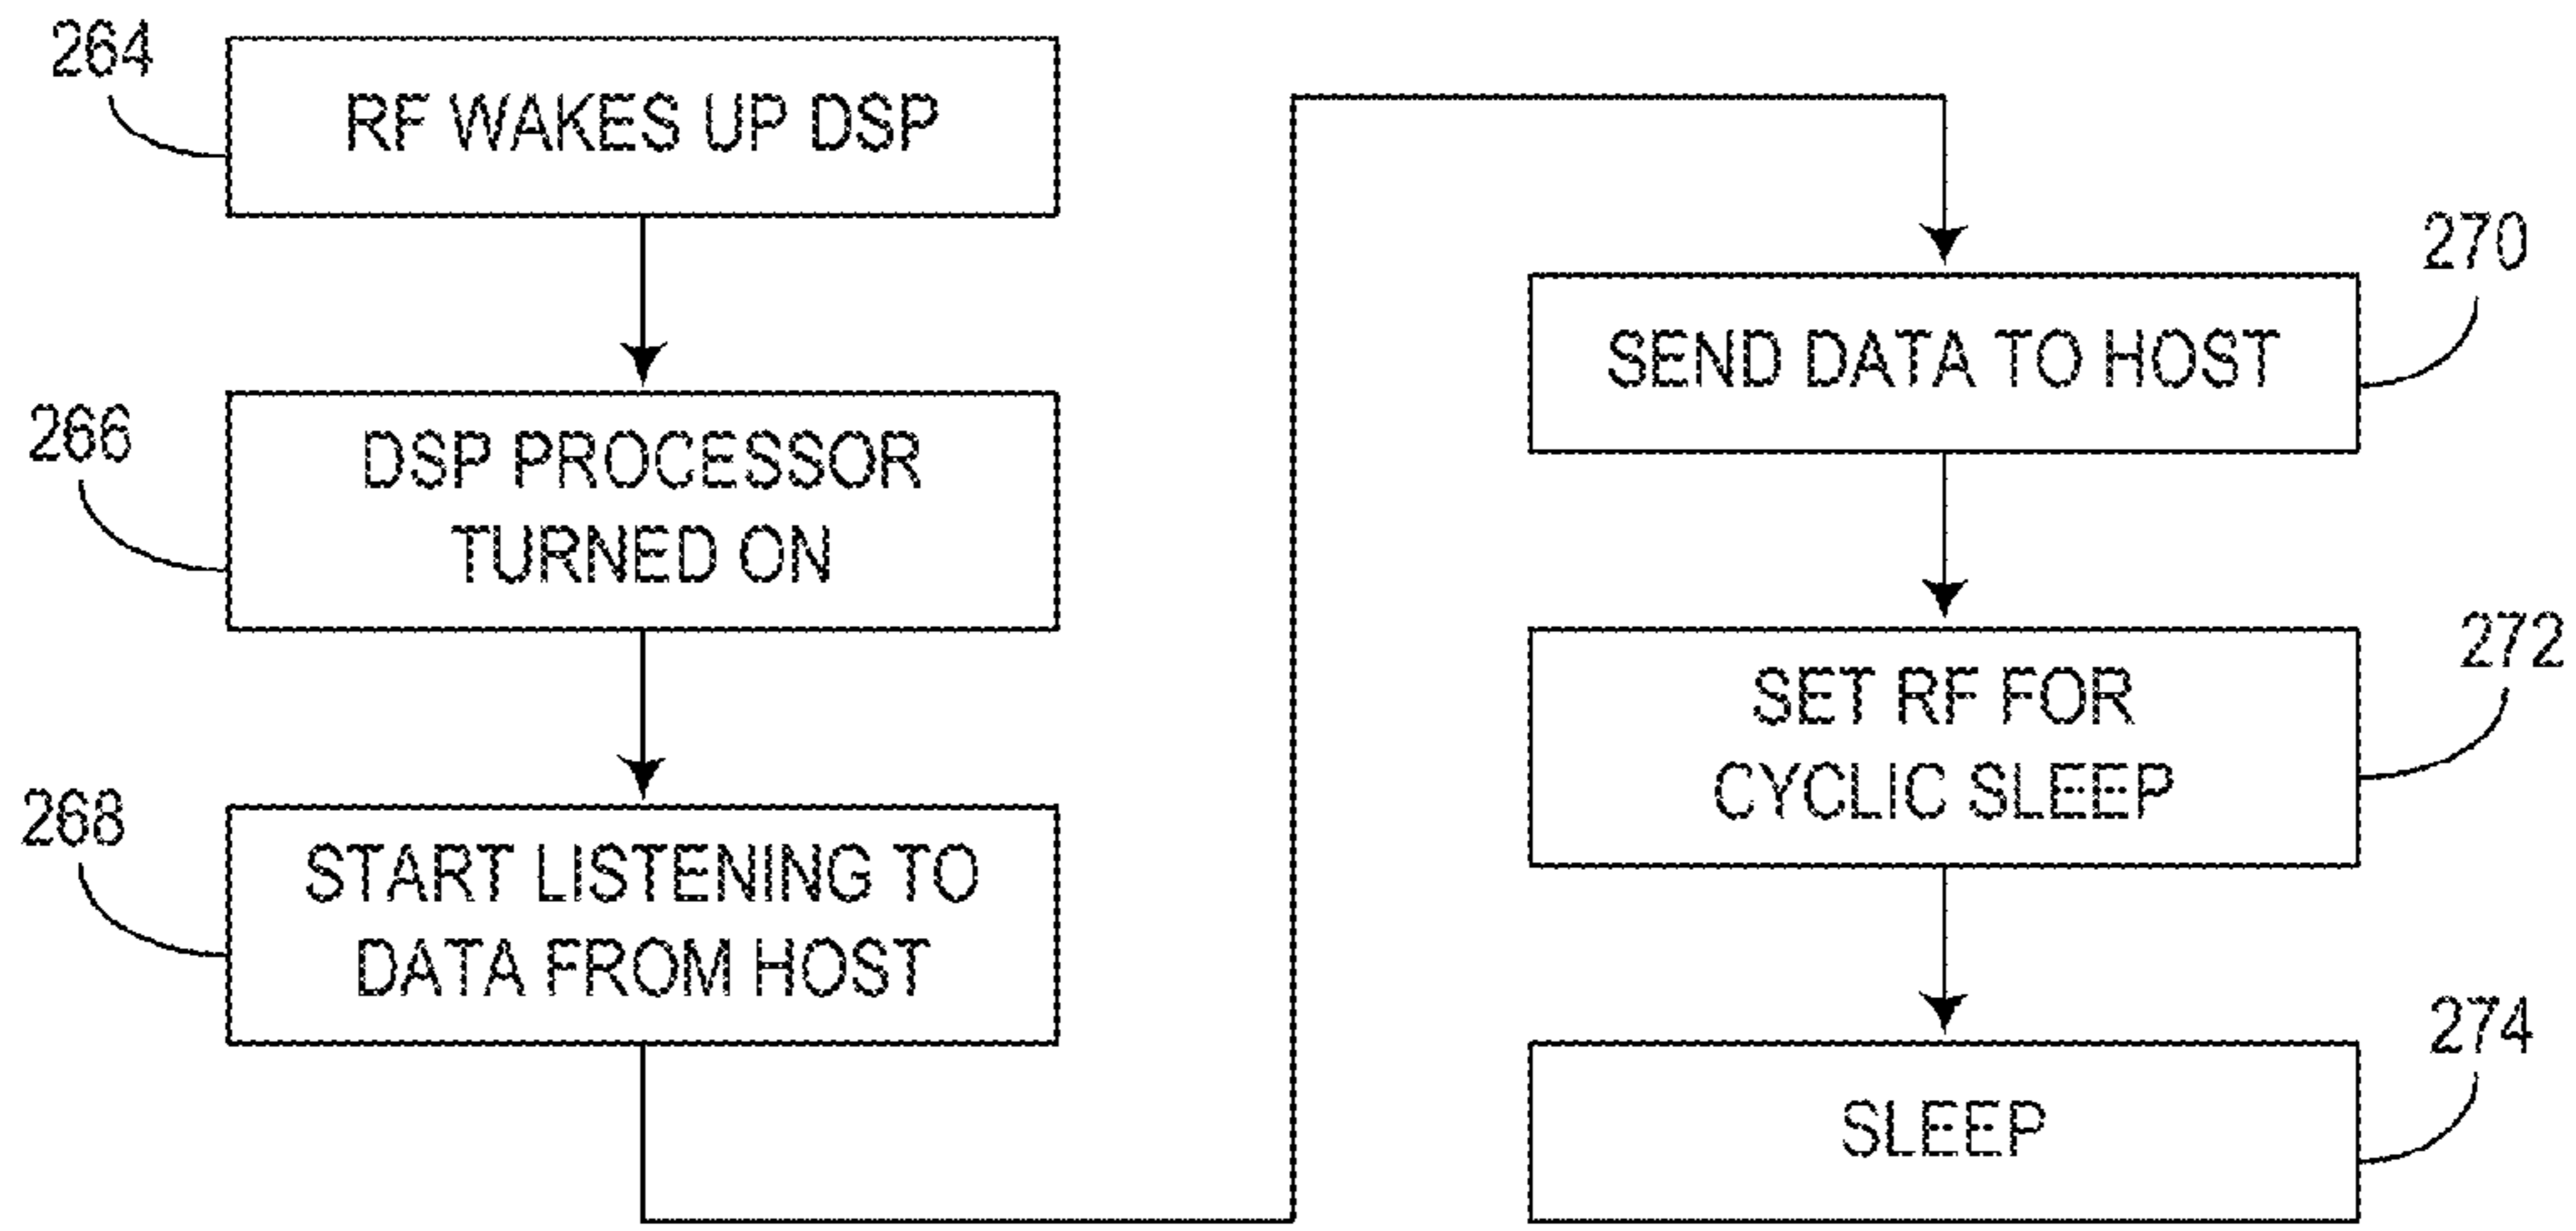 264
RF WAKES UP DSP
266
DSP PROCESSOR
TURNED ON
268
START LISTENING TO
DATA FROM HOST
270
SEND DATA TO HOST
272
SET RF FOR
CYCLIC SLEEP
274
SLEEP